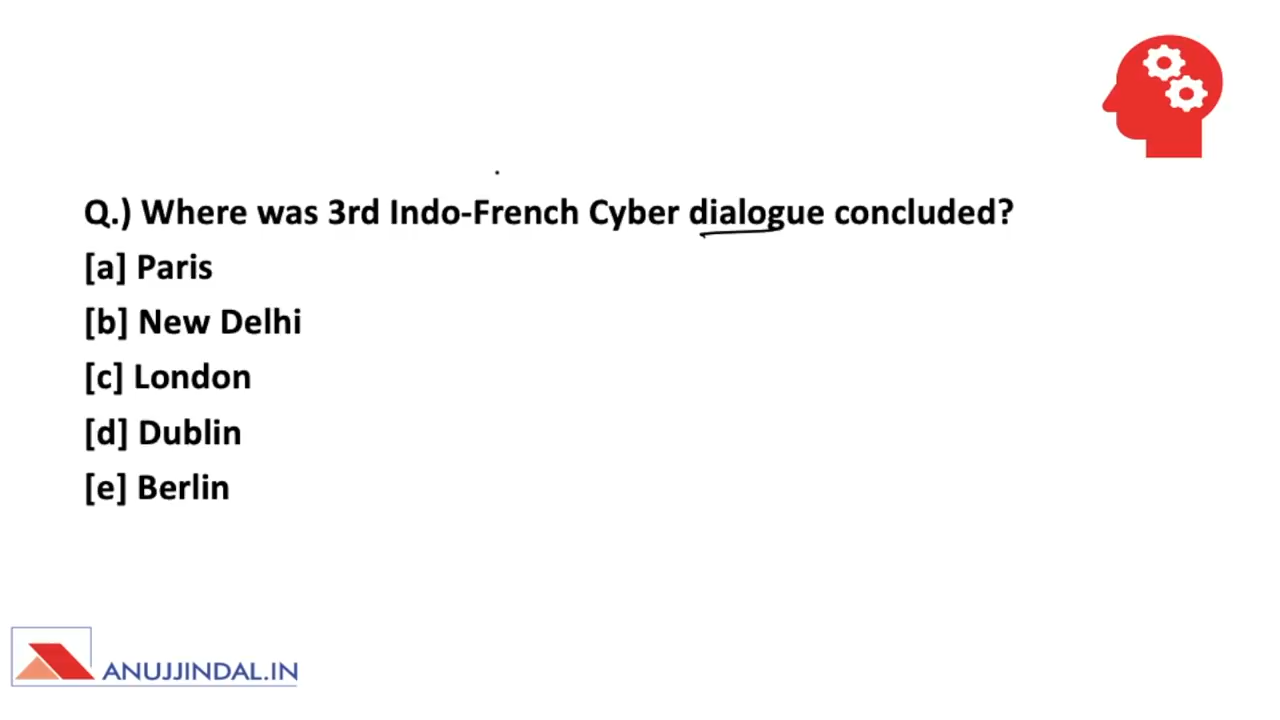 Q.) Where was 3rd Indo-French Cyber dialogue concluded?
[a] Paris
[b] New Delhi
[c] London
[d] Dublin
[e] Berlin
ANUJJINDAL.IN